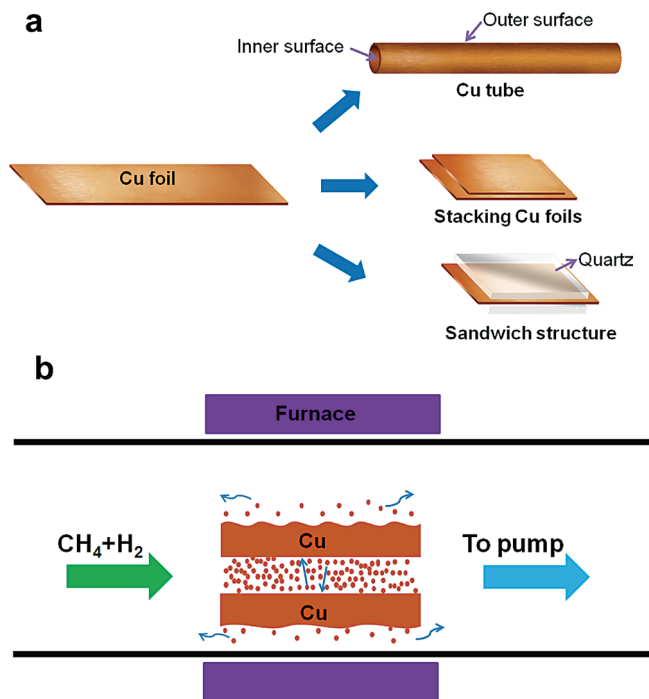 a
Outer surface
Inner surface
Cu tube
Cu foil
Stacking Cu foils
Quartz
Sandwich structure
b
Furnace
CH₄+H₂
Cu
To pump
Cu